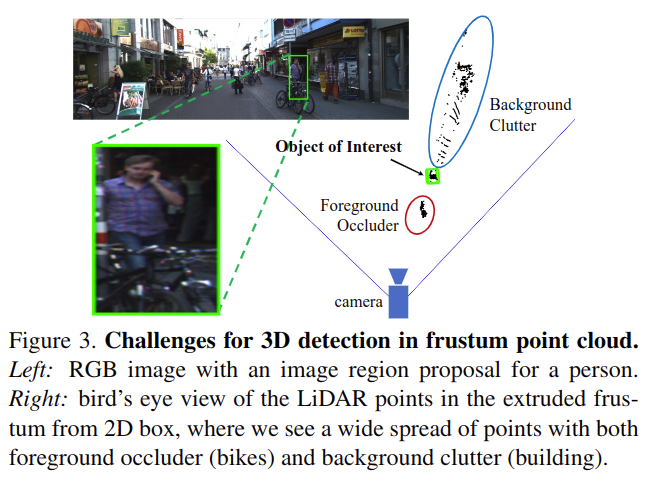 Background
Clutter
Object of Interest
Foreground
Occluder
camera
Figure 3. Challenges for 3D detection in frustum point cloud.
Left: RGB image with an image region proposal for a person.
Right: bird's eye view of the LiDAR points in the extruded frus-
tum from 2D box, where we see a wide spread of points with both
foreground occluder (bikes) and background clutter (building).